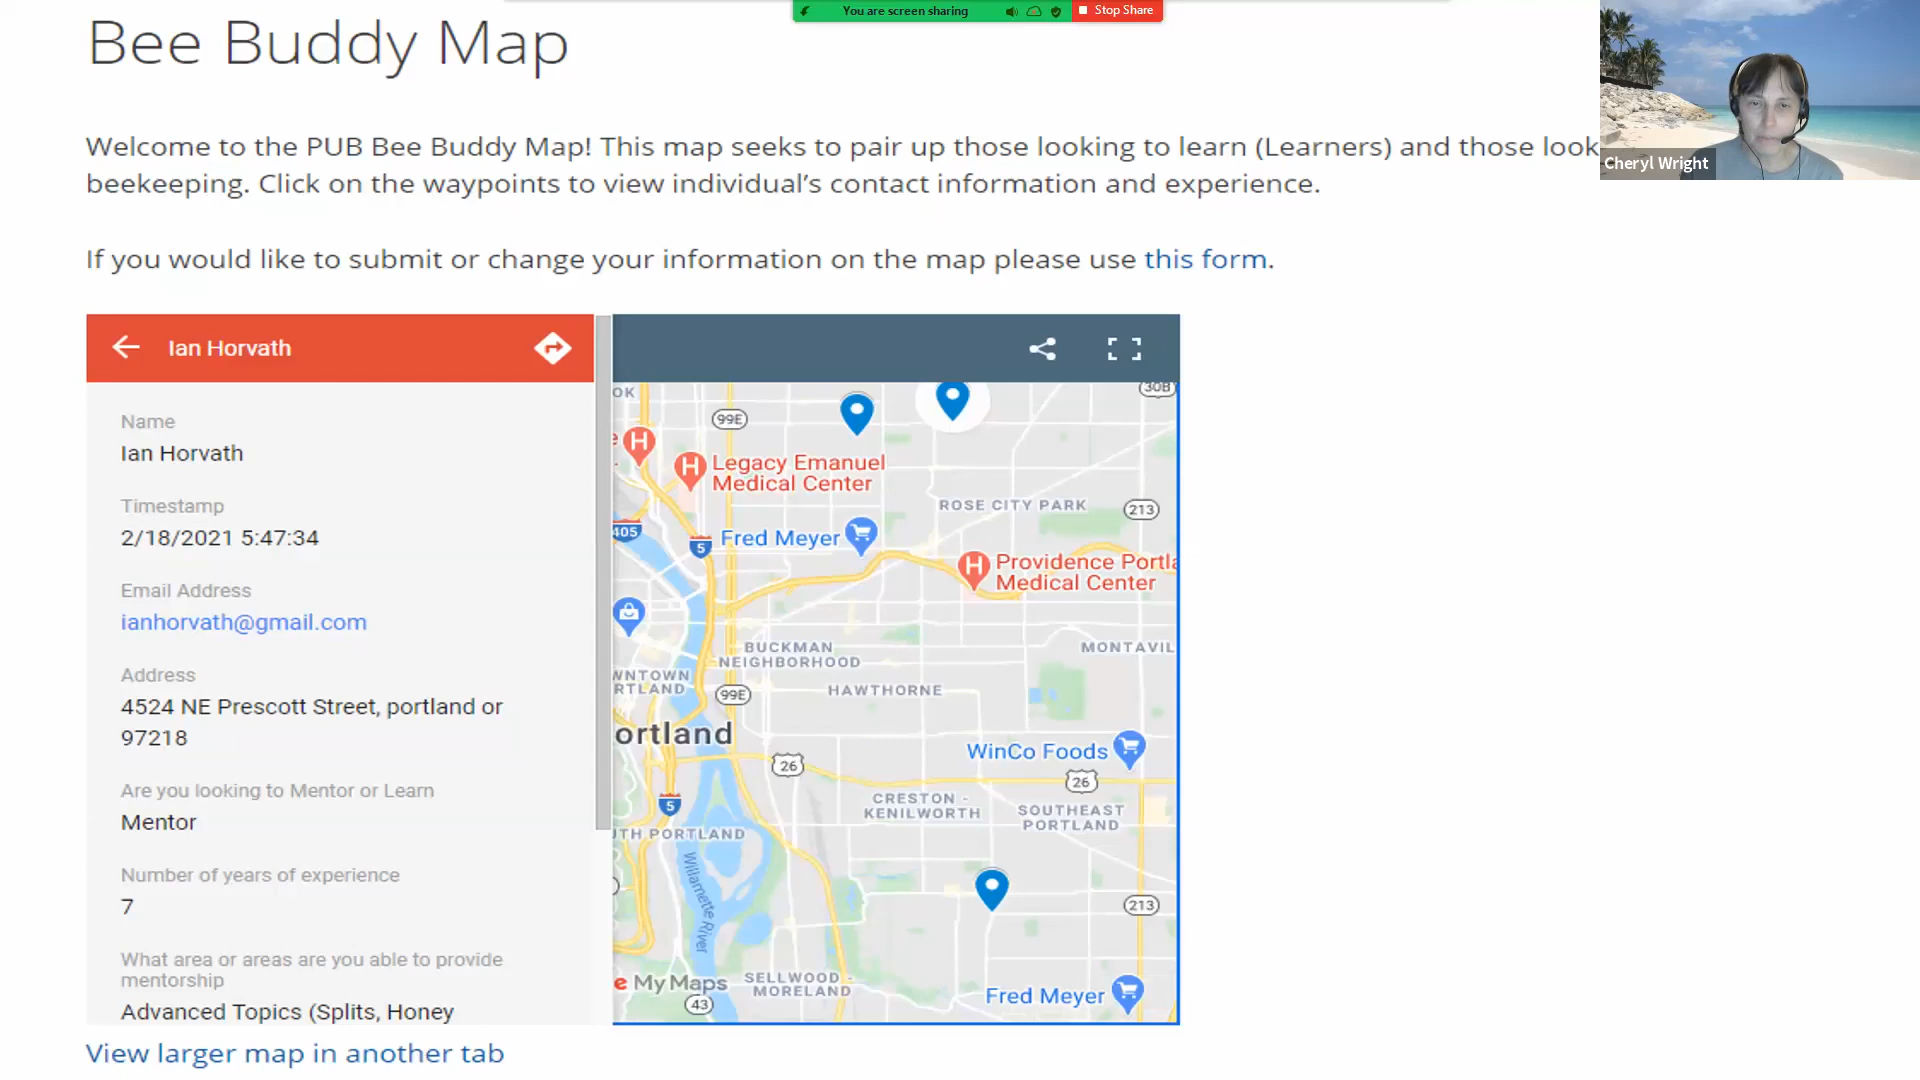 You are screen sharing
Stop Share
Bee Buddy Map
Welcome to the PUB Bee Buddy Map! This map seeks to pair up those looking to learn (Learners) and those look
beekeeping. Click on the waypoints to view individual's contact information and experience.
Cheryl Wright
If you would like to submit or change your information on the map please use this form.
Ian Horvath
Name
Ian Horvath
Timestamp
2/18/2021 5:47:34
Email Address
ianhorvath@gmail.com
Address
4524 NE Prescott Street, portland or
97218
Are you looking to Mentor or Learn
Mentor
Number of years of experience
7
What area or areas are you able to provide
mentorship
Advanced Topics (Splits, Honey
OK
99E
30B
Legacy Emanuel
Medical Center
ROSE CITY PARK
213
405
5
Fred Meyer
Providence Portla
Medical Center
BUCKMAN
NEIGHBORHOOD
MONTAVIL
WNTOWN
RTLAND
99E
HAWTHORNE
ortland
26
WinCo Foods
26
5
CRESTON -
KENILWORTH
SOUTHEAST
PORTLAND
UTH PORTLAND
Willamette River
213
e My Maps
SELLWOOD -
MORELAND
43
Fred Meyer
View larger map in another tab